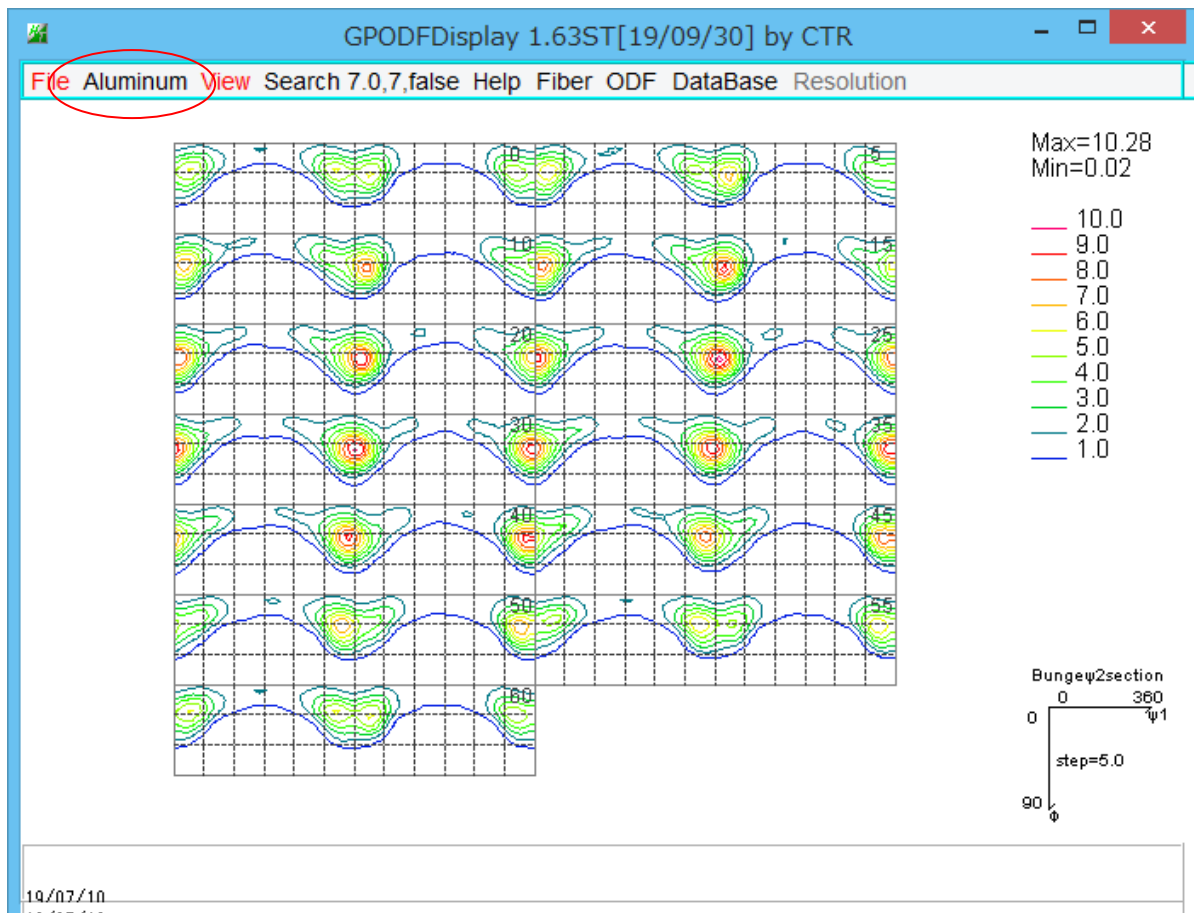 GPODFDisplay 1.63ST[19/09/30] by CTR
File Aluminum View Search 7.0,7,false Help Fiber ODF DataBase Resolution
0 5
10 15
20 25
30 35
40 45
50 55
60
Max=10.28
Min=0.02
10.0
9.0
8.0
7.0
6.0
5.0
4.0
3.0
2.0
1.0
Bungeψ2section
0 360
0 ψ1
step=5.0
90
Φ
19/07/10